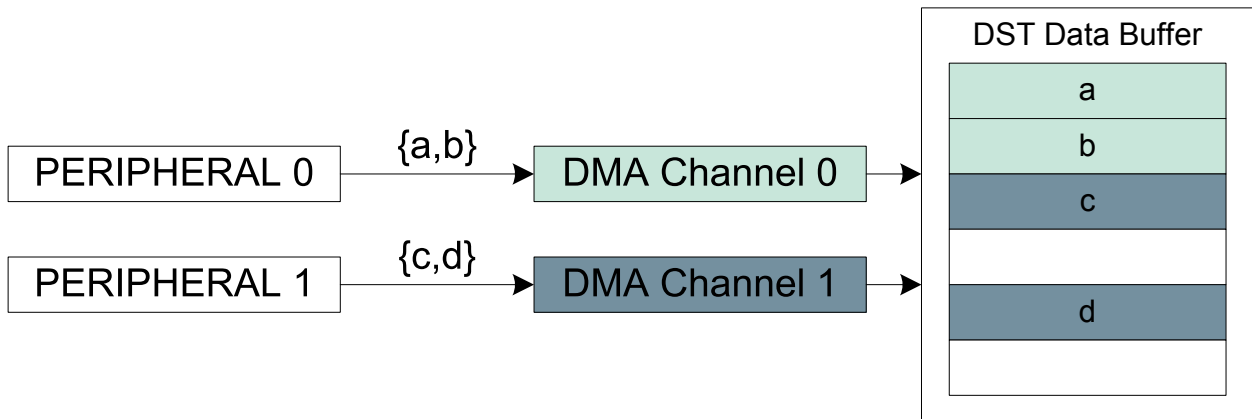 DST Data Buffer
a
b
c
d
{a,b}
PERIPHERAL 0
DMA Channel 0
{c,d}
PERIPHERAL 1
DMA Channel 1